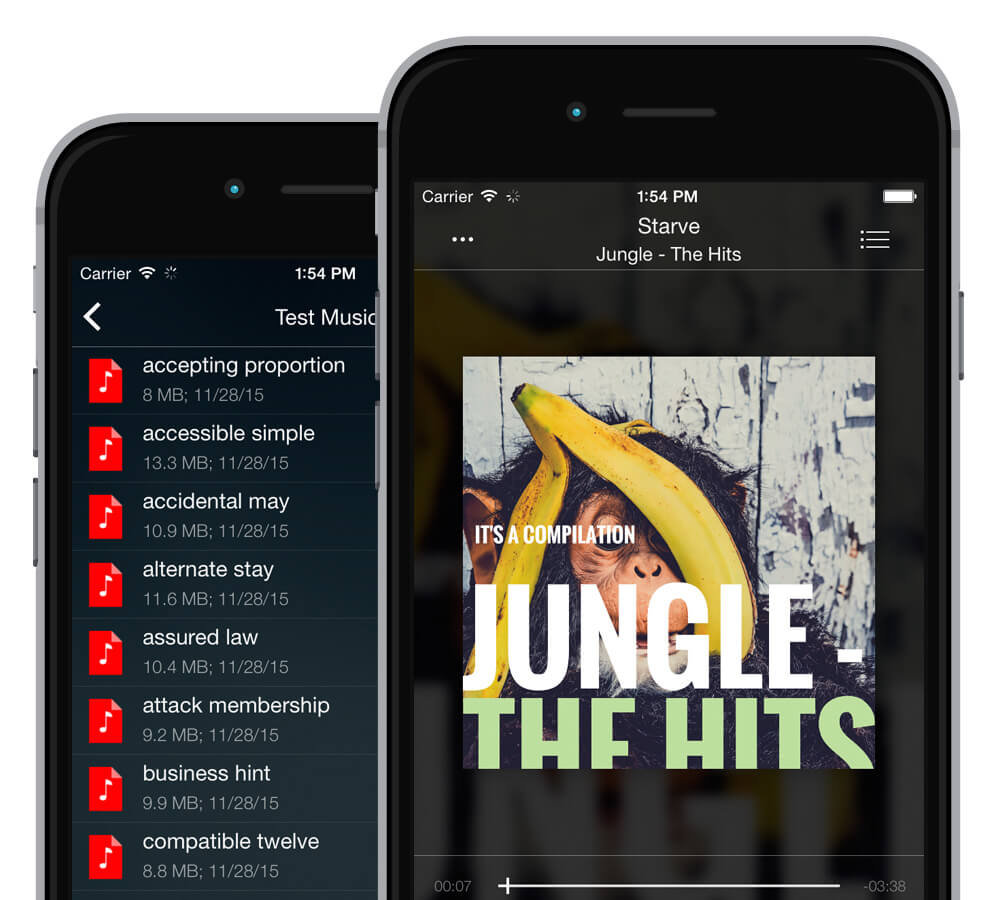 Carrier 1:54 PM
Test Music
accepting proportion
8 MB; 11/28/15
accessible simple
13.3 MB; 11/28/15
accidental may
10.9 MB; 11/28/15
alternate stay
11.6 MB; 11/28/15
assured law
10.4 MB; 11/28/15
attack membership
9.2 MB; 11/28/15
business hint
9.9 MB; 11/28/15
compatible twelve
8.8 MB; 11/28/15
Carrier 1:54 PM
Starve
Jungle - The Hits
IT'S A COMPILATION
JUNGLE -
THE HITS
00:07 -03:38